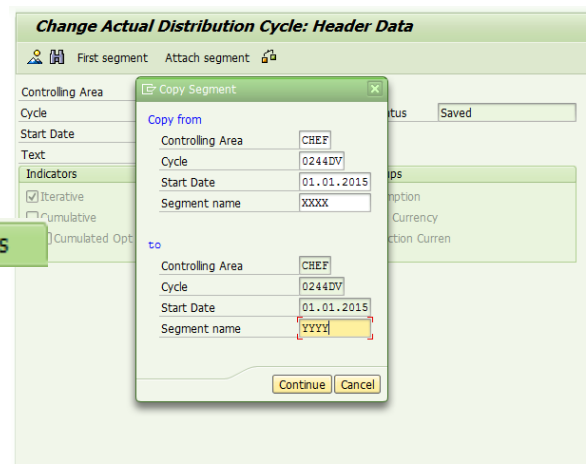 Change Actual Distribution Cycle: Header Data
First segment Attach segment
Controlling Area
Cycle
Start Date
Text
Indicators
Iterative
Cumulative
Cumulated Opt
s
Copy Segment
Copy from
Controlling Area CHEF
Cycle 0244DV
Start Date 01.01.2015
Segment name XXXX
to
Controlling Area CHEF
Cycle 0244DV
Start Date 01.01.2015
Segment name YYYY
Continue Cancel
tus Saved
ups
mption
Currency
ction Curren